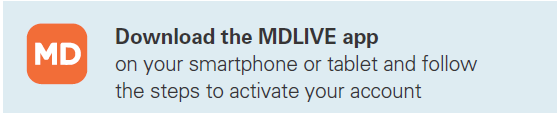 MD
Download the MDLIVE app
on your smartphone or tablet and follow
the steps to activate your account